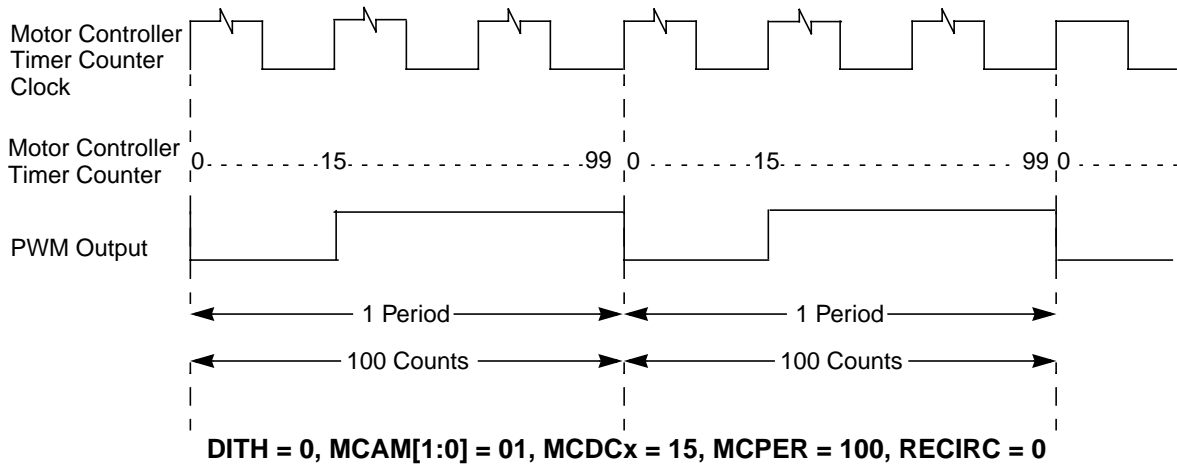 Motor Controller
Timer Counter
Clock
Motor Controller
Timer Counter
0 15 99 0 15 99 0
PWM Output
1 Period 1 Period
100 Counts 100 Counts
DITH = 0, MCAM[1:0] = 01, MCDCx = 15, MCPER = 100, RECIRC = 0